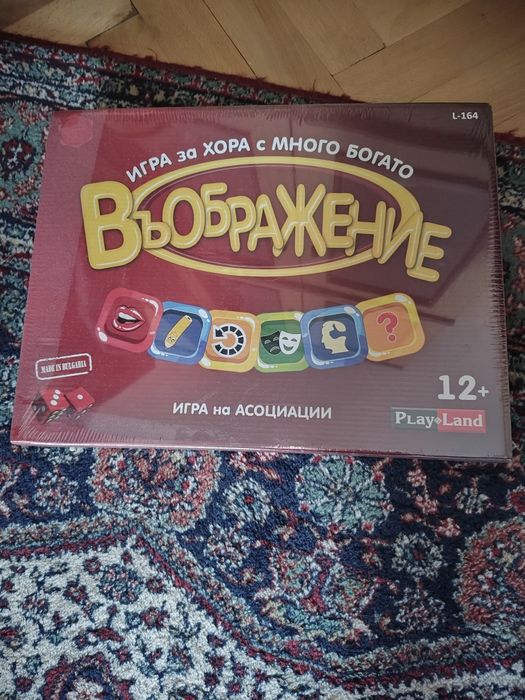 L-164
ИГРА за ХОРА с МНОГО БОГАТО
ВЪОБРАЖЕНИЕ
?
MADE IN BULGARIA
12+
ИГРА на АСОЦИАЦИИ
PLAY LAND